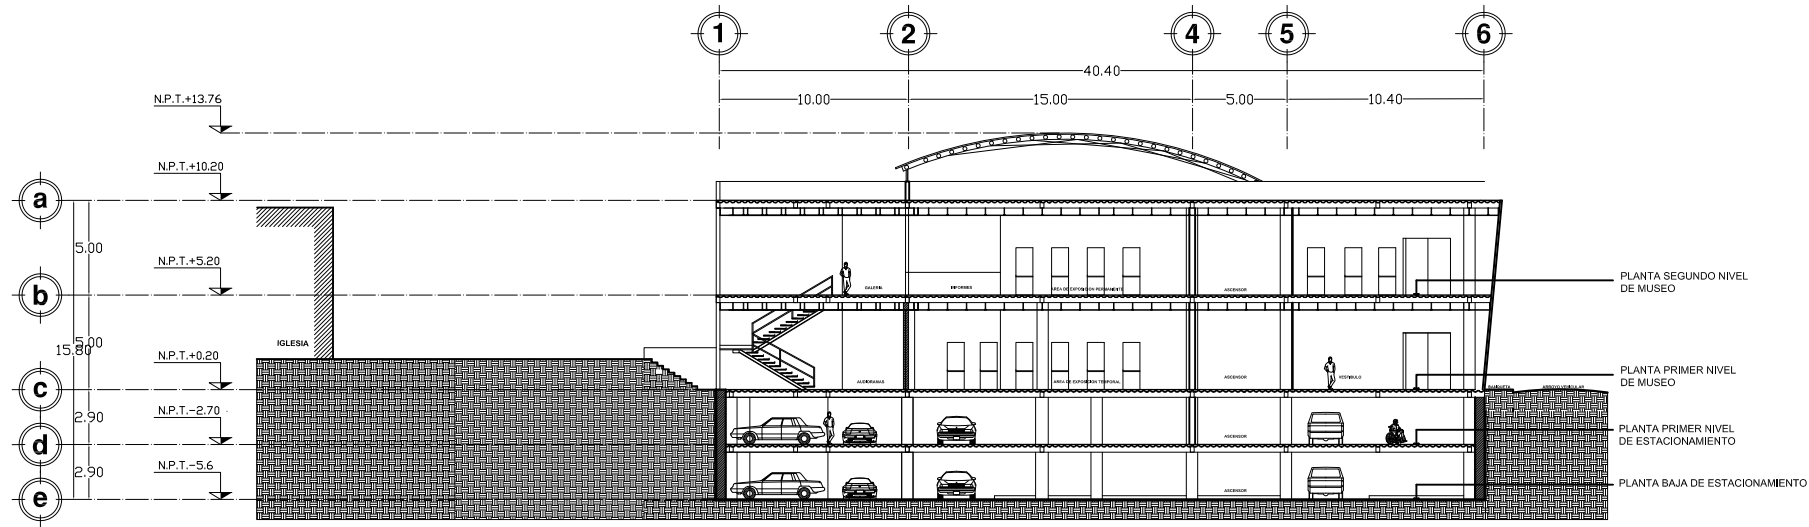 1 2 4 5 6
40.40
10.00 15.00 5.00 10.40
N.P.T.+13.76
N.P.T.+10.20
a
5.00
N.P.T.+5.20
b
5.00
15.80
N.P.T.+0.20
c
2.90
N.P.T.-2.70
d
2.90
N.P.T.-5.6
e
IGLESIA
GALERIA INFORMES AREA DE EXPOSICION PERMANENTE ASCENSOR
AUDIORAMAS AREA DE EXPOSICION TEMPORAL ASCENSOR VESTIBULO
BANQUETA ARROYO VEHICULAR
ASCENSOR
ASCENSOR
PLANTA SEGUNDO NIVEL
DE MUSEO
PLANTA PRIMER NIVEL
DE MUSEO
PLANTA PRIMER NIVEL
DE ESTACIONAMIENTO
PLANTA BAJA DE ESTACIONAMIENTO